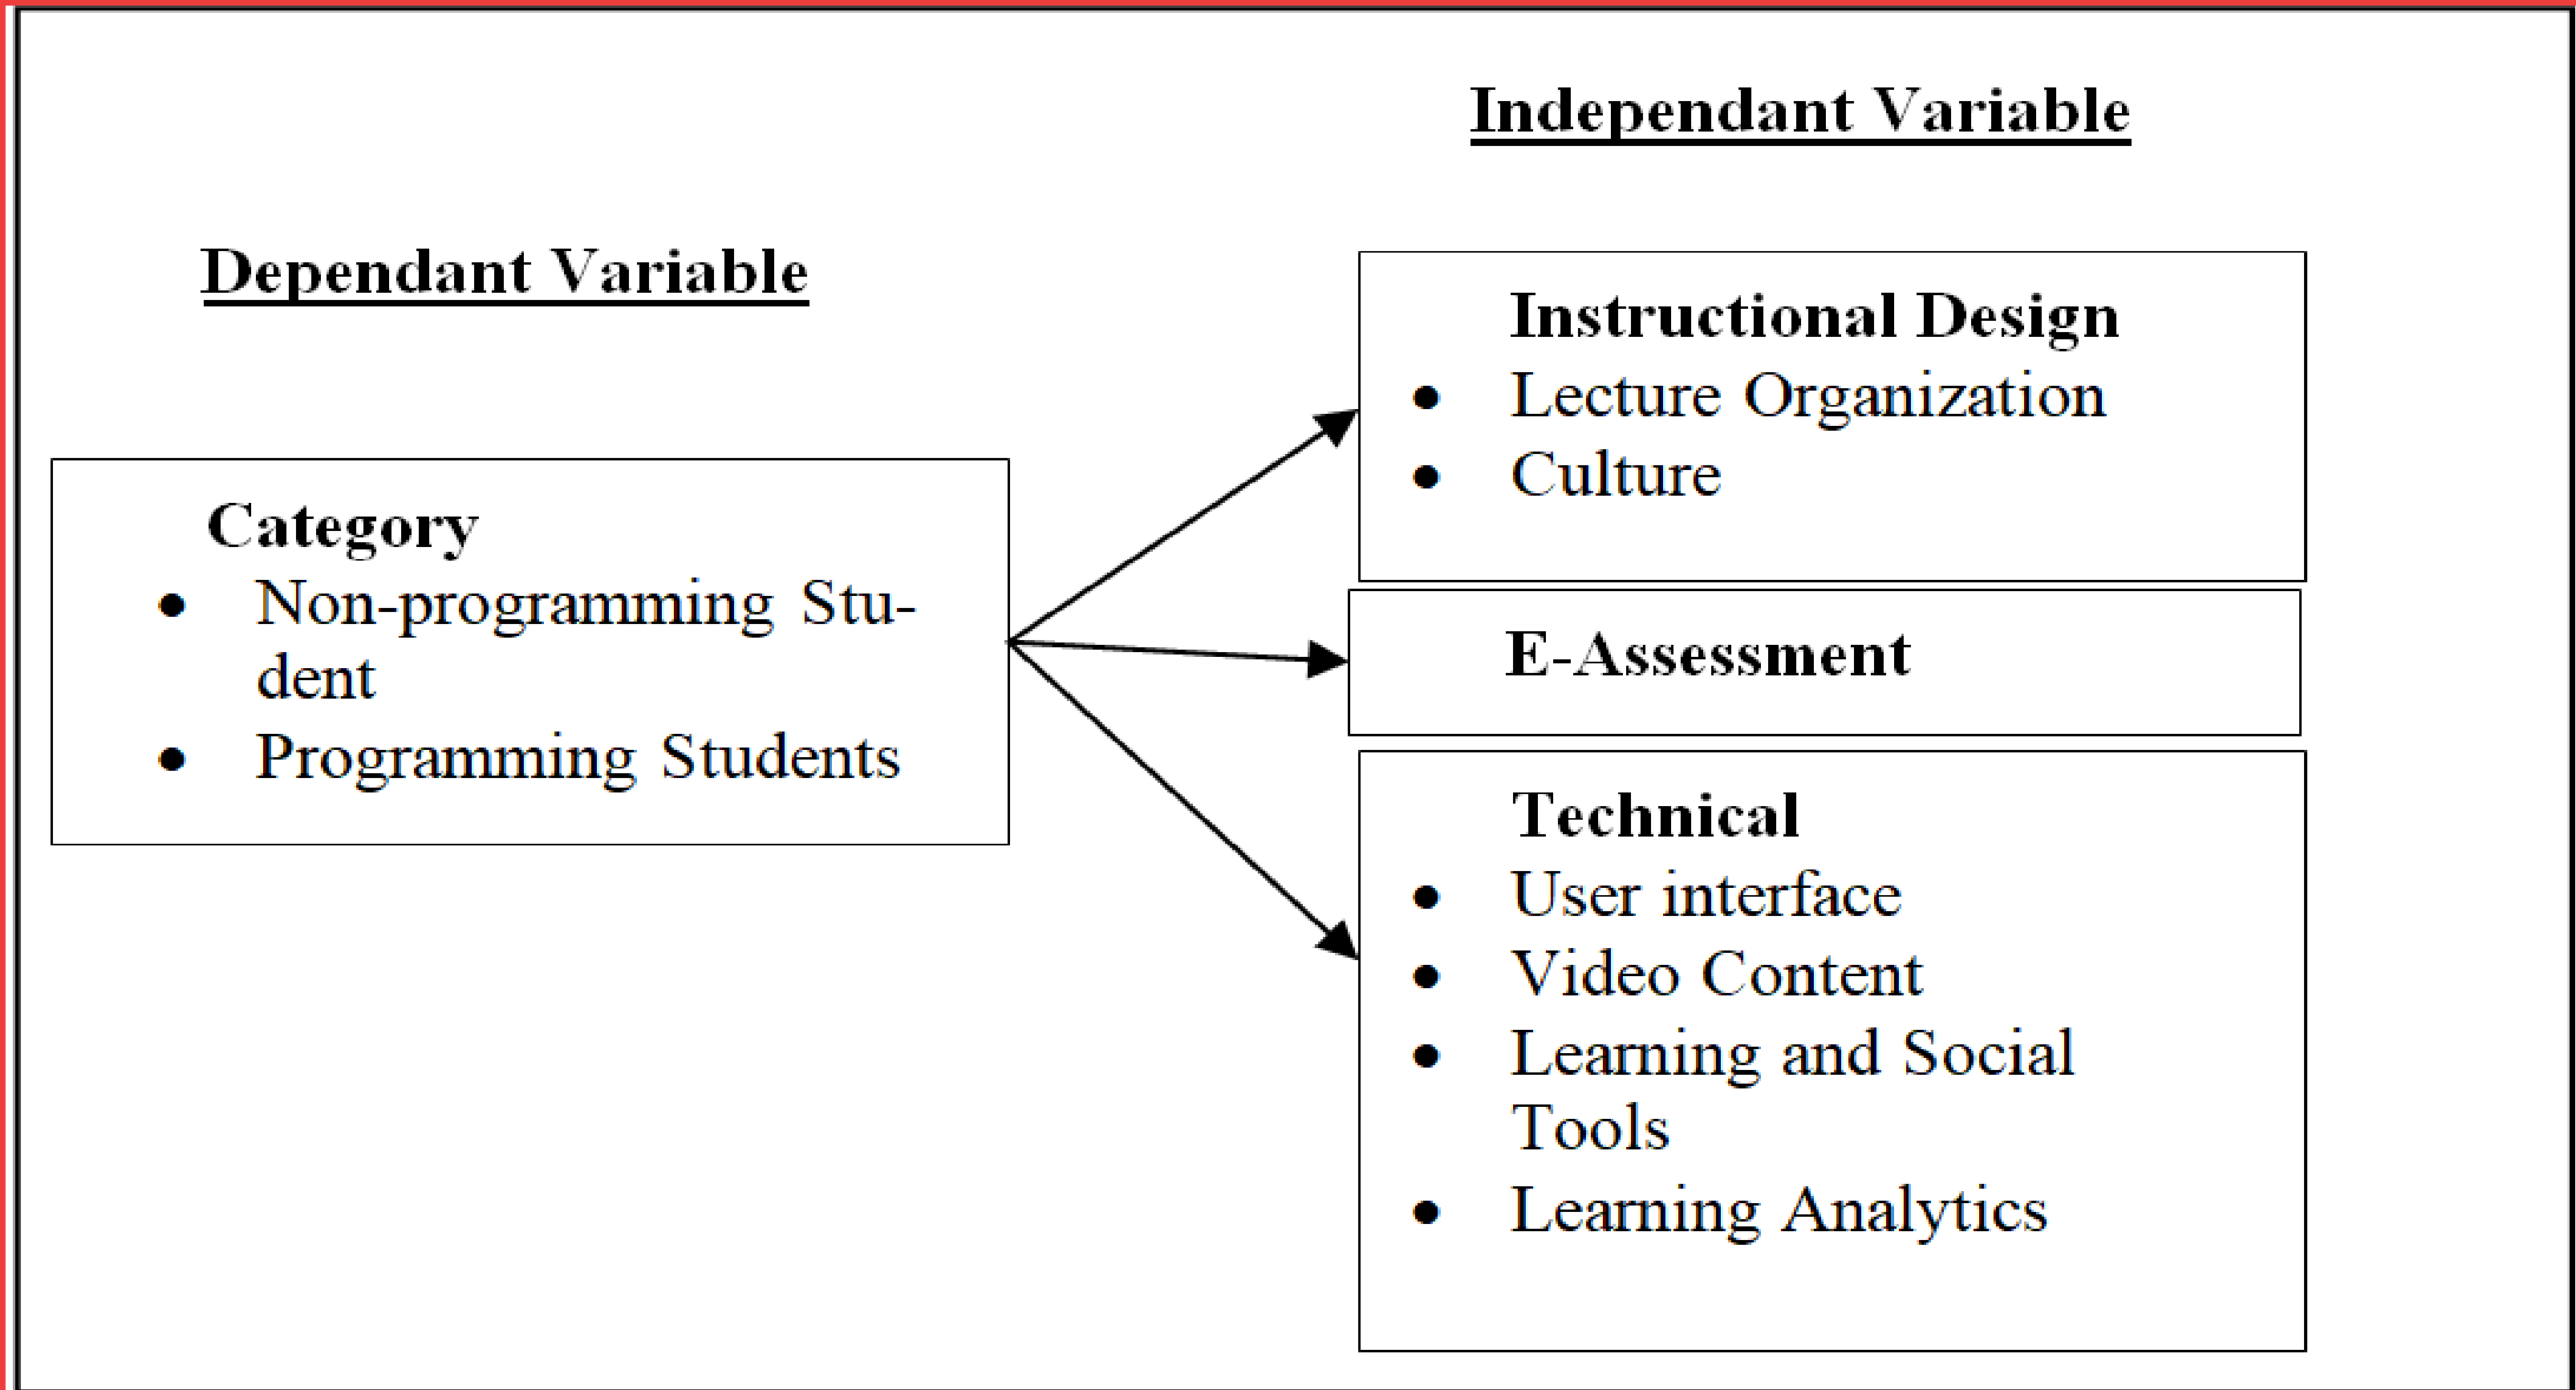 Independant Variable
Dependant Variable
Category
• Non-programming Stu-
dent
• Programming Students
Instructional Design
• Lecture Organization
• Culture
E-Assessment
Technical
• User interface
• Video Content
• Learning and Social
Tools
• Learning Analytics